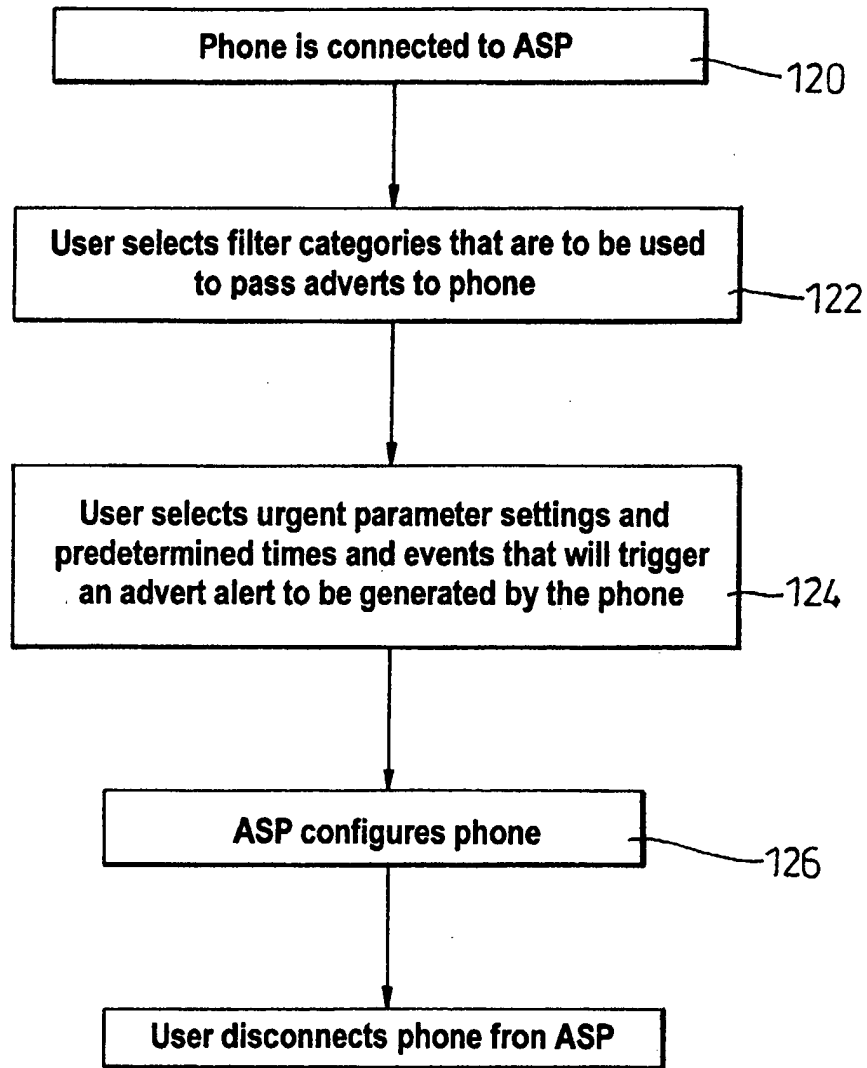 Phone is connected to ASP
120
User selects filter categories that are to be used
to pass adverts to phone
122
User selects urgent parameter settings and
predetermined times and events that will trigger
an advert alert to be generated by the phone
124
ASP configures phone
126
User disconnects phone fron ASP